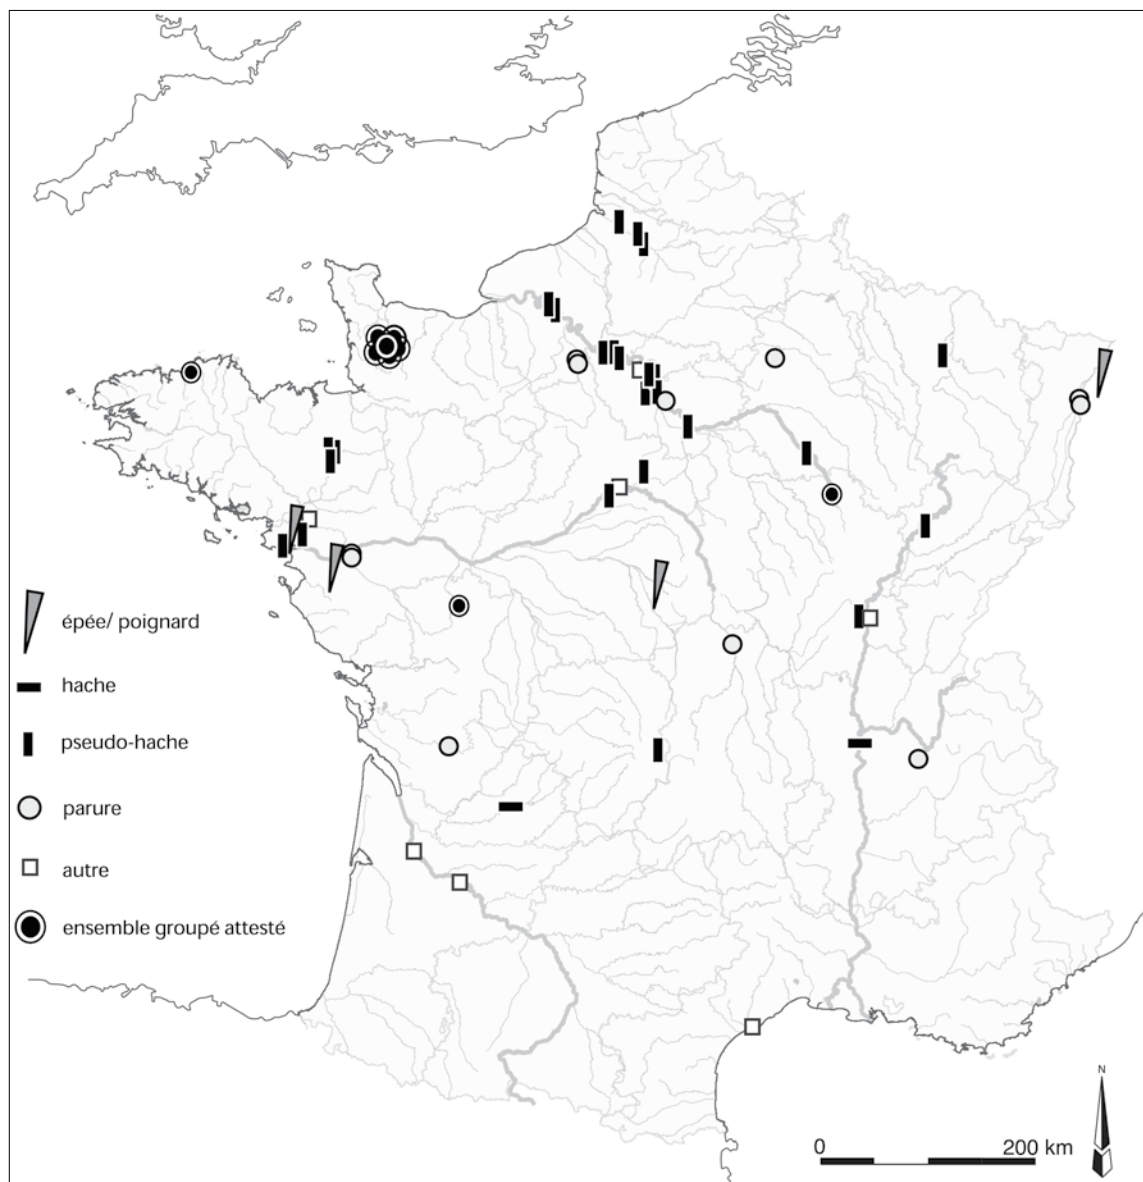 épée/ poignard
hache
pseudo-hache
parure
autre
ensemble groupé attesté
N
0 200 km